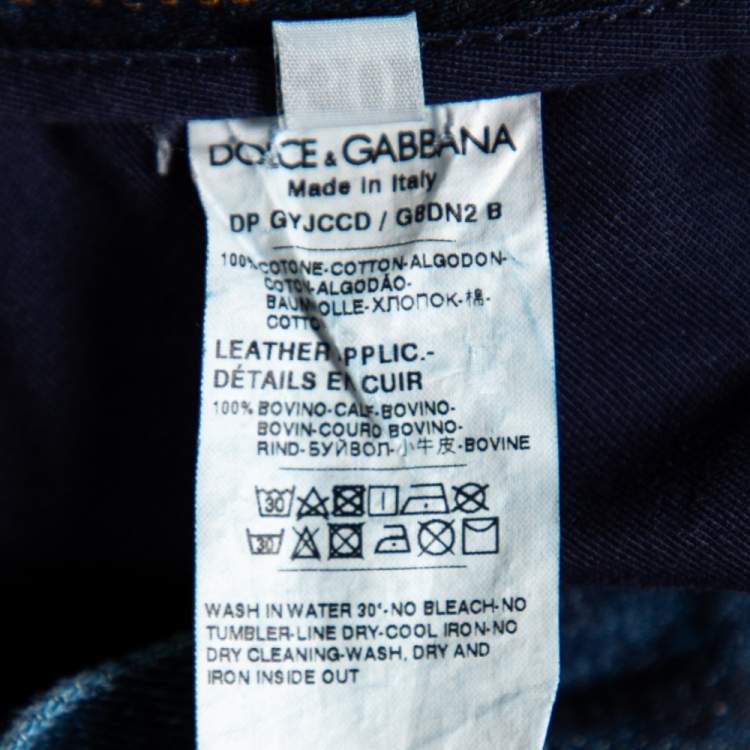 DOLCE & GABBANA
Made in Italy
DP GYJCCD / G8DN2 B
100% COTONE-COTTON-ALGODON-
COTON-ALGODÃO-
BAUMWOLLE-ХЛОПОК-棉-
COTTO
LEATHER APPLIC.-
DÉTAILS EN CUIR
100% BOVINO-CALF-BOVINO-
BOVIN-COURO BOVINO-
RIND-БУЙВОЛ-小牛皮-BOVINE
30
30
WASH IN WATER 30°-NO BLEACH-NO
TUMBLER-LINE DRY-COOL IRON-NO
DRY CLEANING-WASH, DRY AND
IRON INSIDE OUT